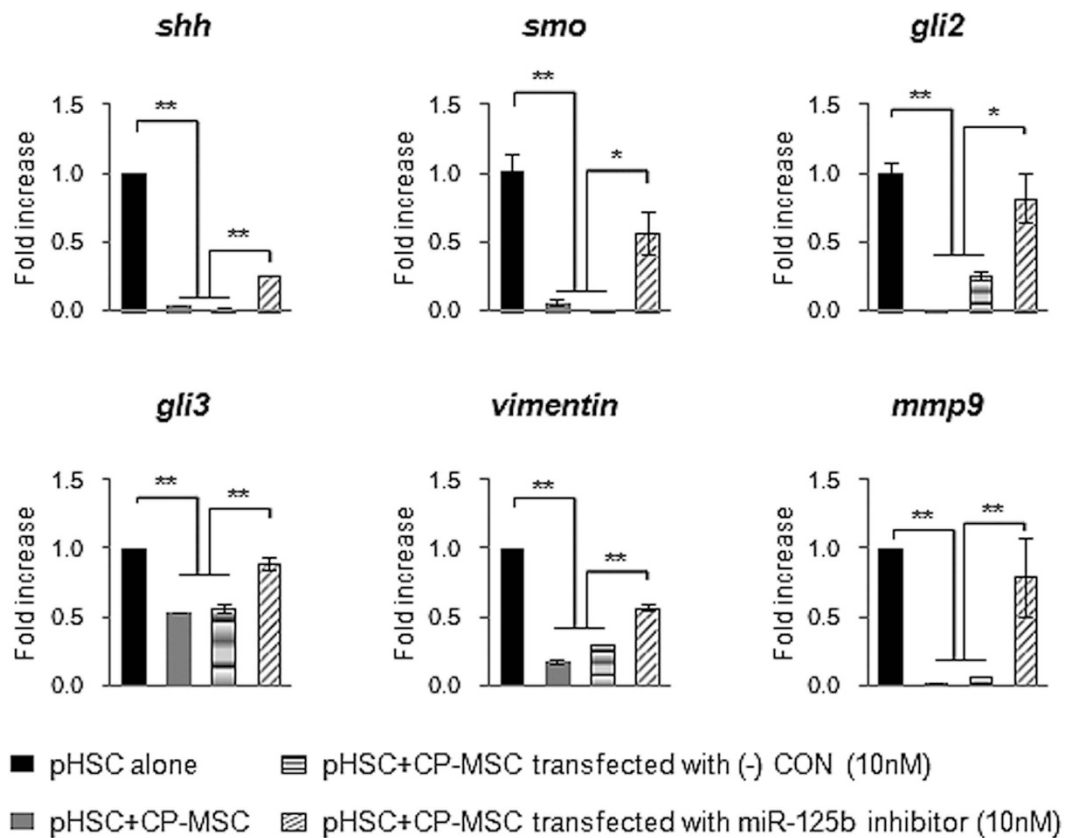 shh
smo
gli2
**
**
**
*
*
**
Fold increase
1.5
1.0
0.5
0.0
Fold increase
1.5
1.0
0.5
0.0
Fold increase
1.5
1.0
0.5
0.0
gli3
vimentin
mmp9
**
**
**
**
**
**
Fold increase
1.5
1.0
0.5
0.0
Fold increase
1.5
1.0
0.5
0.0
Fold increase
1.5
1.0
0.5
0.0
pHSC alone
pHSC+CP-MSC transfected with (-) CON (10nM)
pHSC+CP-MSC
pHSC+CP-MSC transfected with miR-125b inhibitor (10nM)